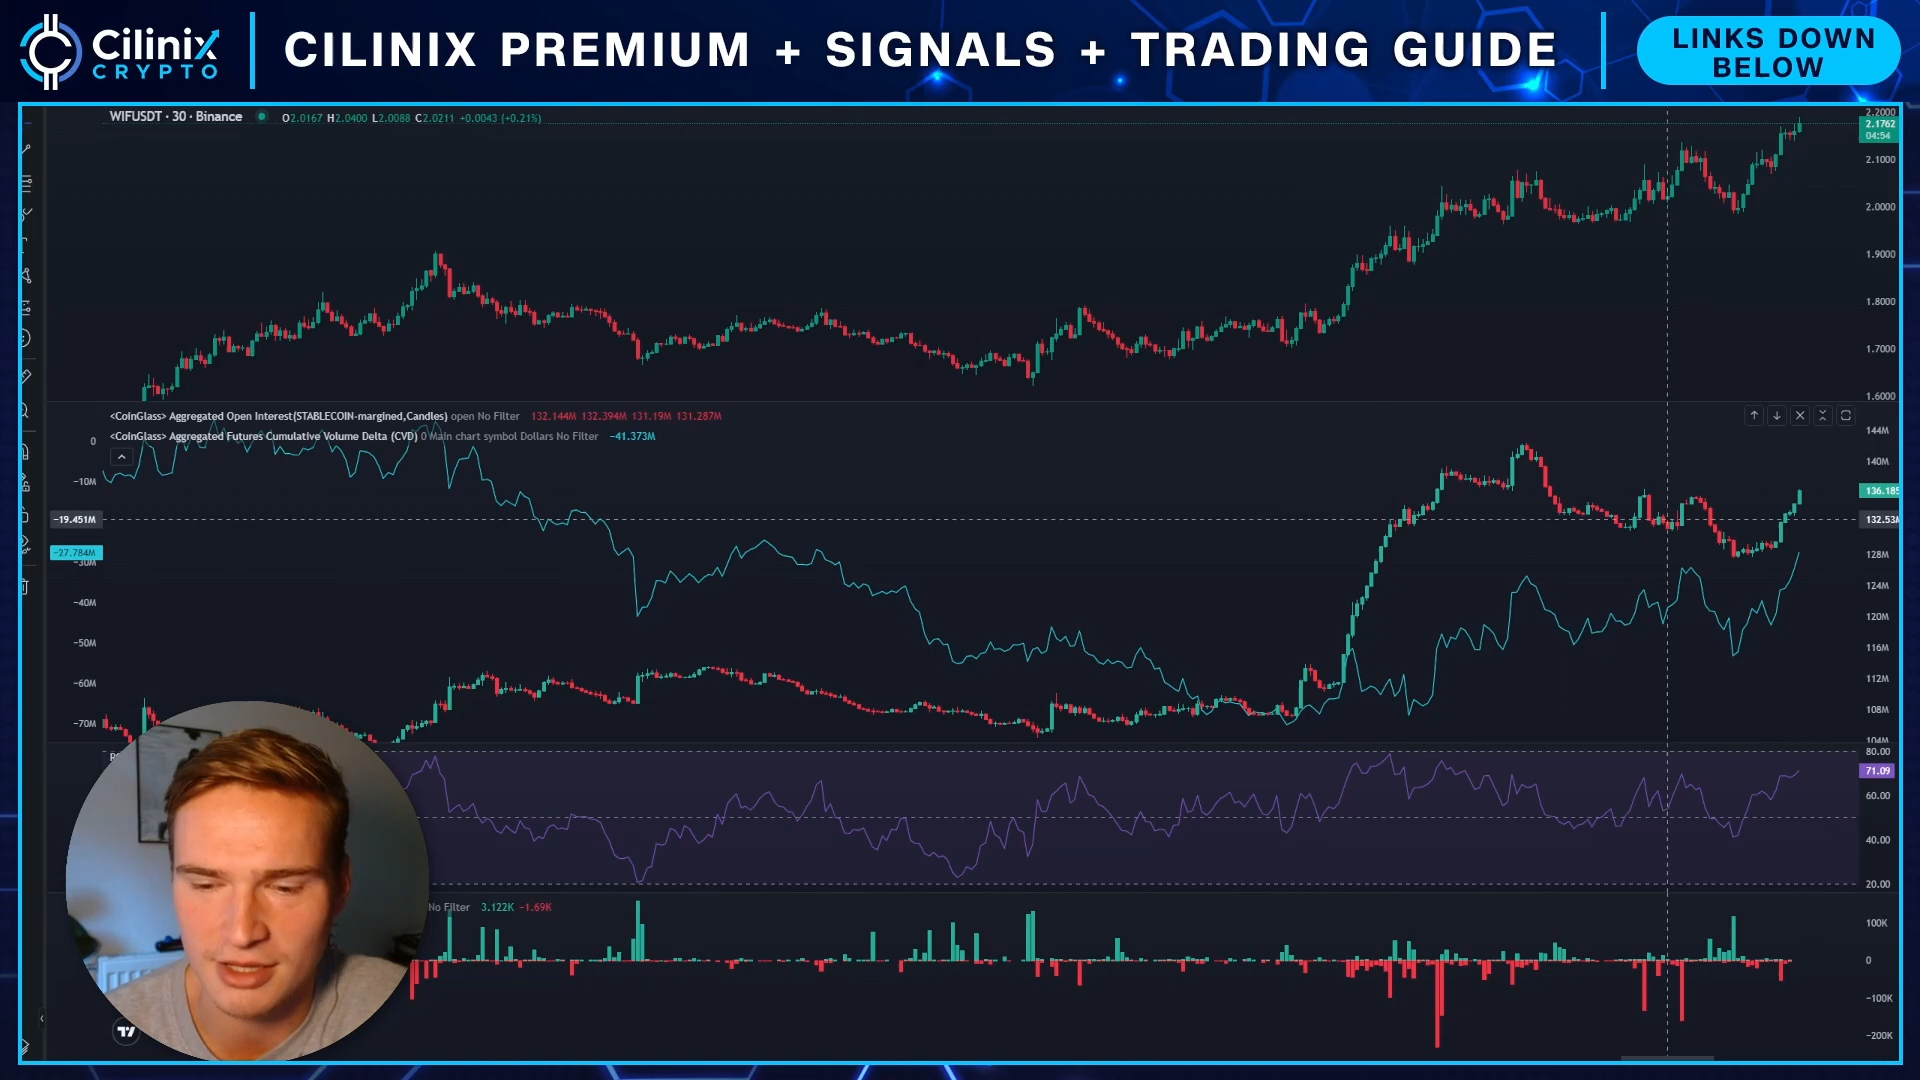 Cilinix
CRYPTO
CILINIX PREMIUM + SIGNALS + TRADING GUIDE
LINKS DOWN
BELOW
WIFUSDT · 30 · Binance O2.0167 H2.0400 L2.0088 C2.0211 +0.0043 (+0.21%)
2.2000
2.1762
04:54
2.1000
2.0000
1.9000
1.8000
1.7000
1.6000
<CoinGlass> Aggregated Open Interest(STABLECOIN-margined,Candles) open No Filter 132.144M 132.394M 131.19M 131.287M
<CoinGlass> Aggregated Futures Cumulative Volume Delta (CVD) 0 Main chart symbol Dollars No Filter −41.373M
0
−10M
−19.451M
−27.784M
−30M
−40M
−50M
−60M
−70M
144M
140M
136.185
132.53M
128M
124M
120M
116M
112M
108M
104M
80.00
71.09
60.00
40.00
20.00
No Filter 3.122K −1.69K
100K
0
−100K
−200K